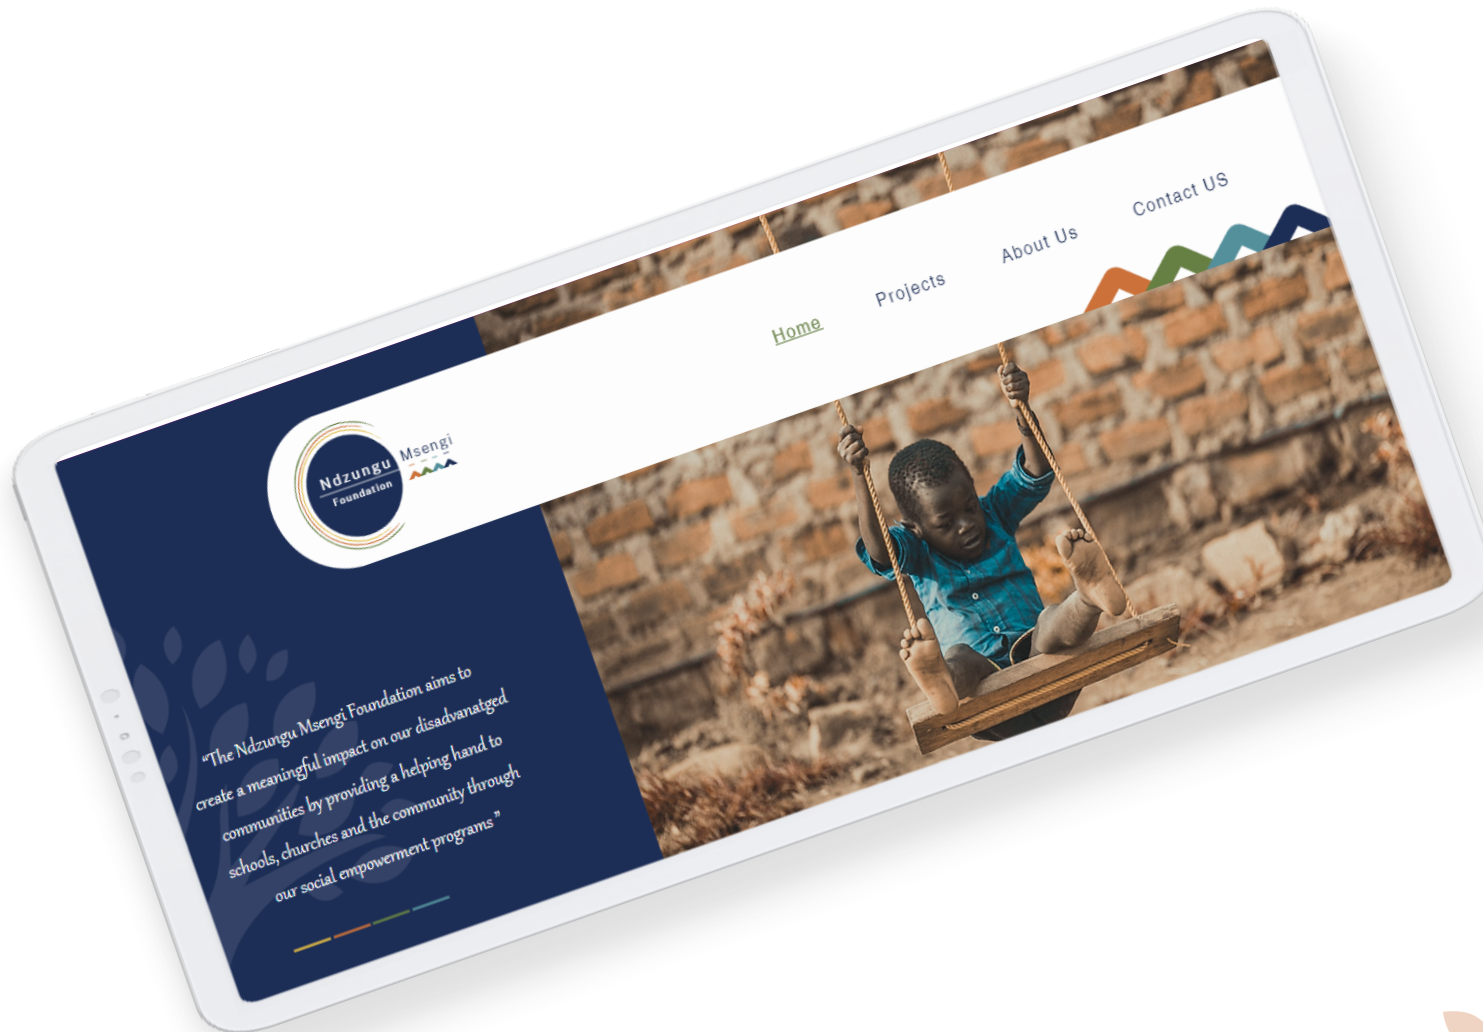 Home
Projects
About Us
Contact US
Ndzungu
Foundation
Msengi
“The Ndzungu Msengi Foundation aims to
create a meaningful impact on our disadvanatged
communities by providing a helping hand to
schools, churches and the community through
our social empowerment programs”